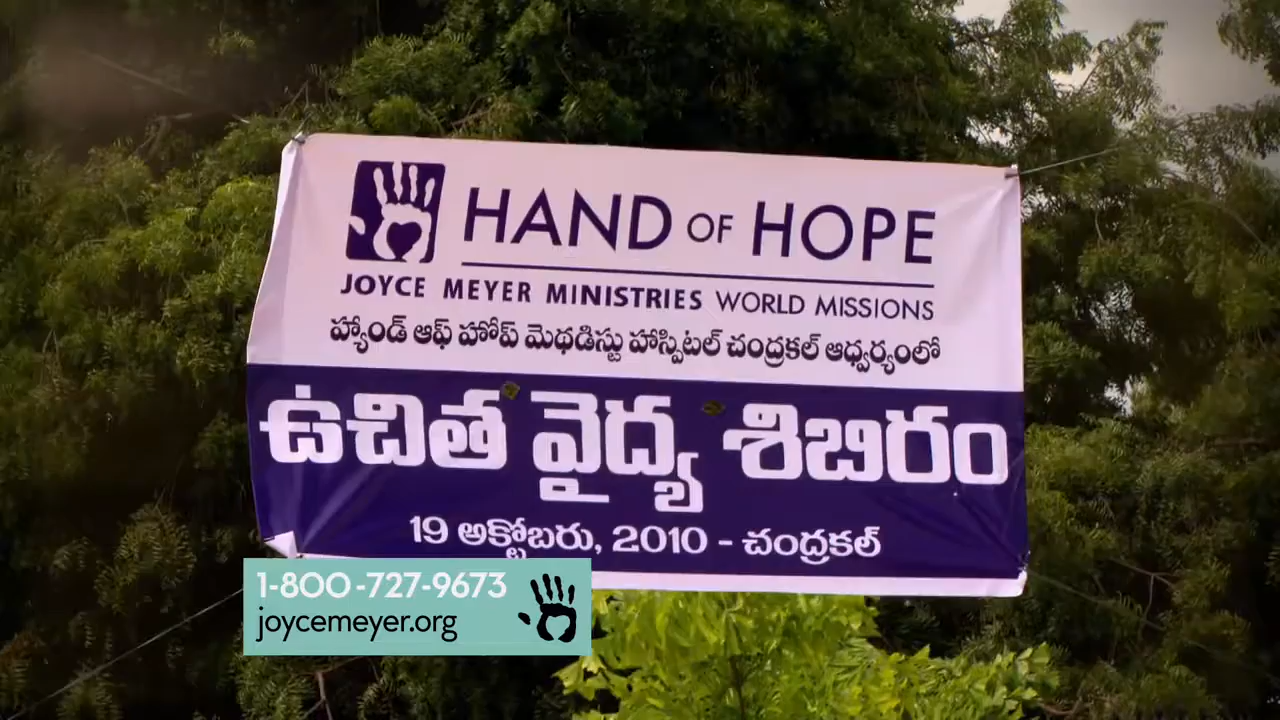 HAND OF HOPE
JOYCE MEYER MINISTRIES WORLD MISSIONS
హ్యాండ్ ఆఫ్ హోప్ మెథడిస్టు హాస్పిటల్ చంద్రకల్ ఆధ్వర్యంలో
ఉచిత వైద్య శిబిరం
19 అక్టోబరు, 2010 - చంద్రకల్
1-800-727-9673
joycemeyer.org